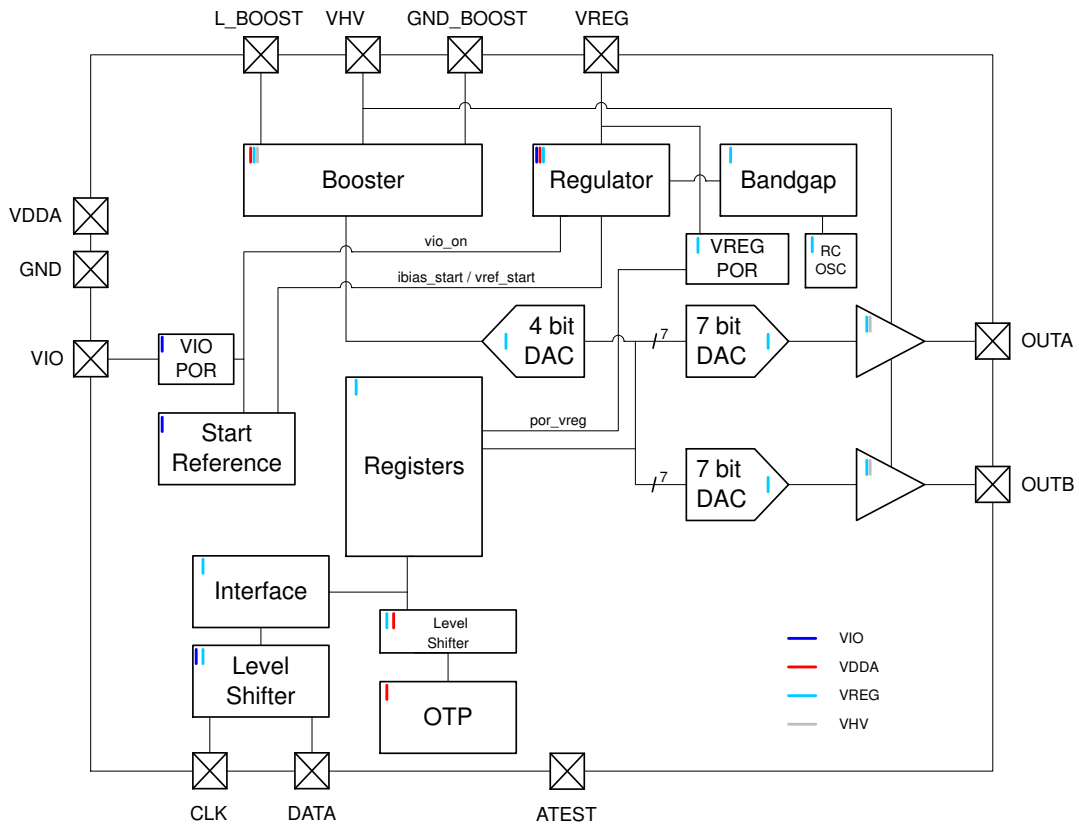 L_BOOST
VHV
GND_BOOST
VREG
Booster
Regulator
Bandgap
VDDA
GND
VIO
vio_on
ibias_start / vref_start
VREG
POR
RC
OSC
VIO
POR
4 bit
DAC
7
7 bit
DAC
OUTA
Start
Reference
Registers
por_vreg
7
7 bit
DAC
OUTB
Interface
Level
Shifter
Level
Shifter
OTP
VIO
VDDA
VREG
VHV
CLK
DATA
ATEST